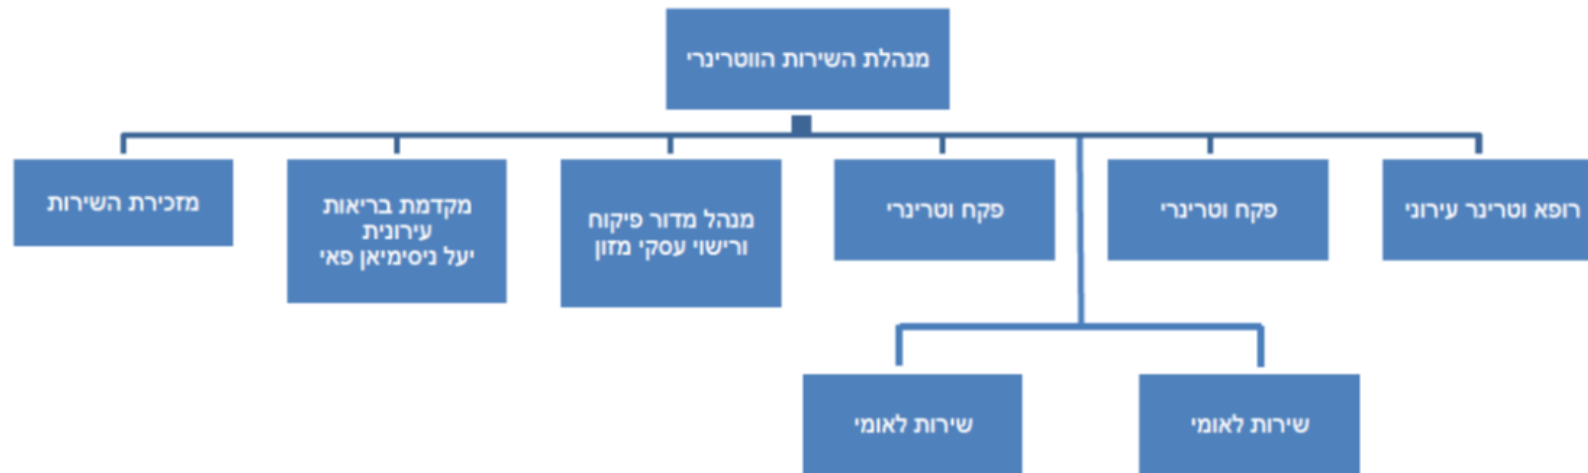 מנהלת השירות הווטרינרי
רופא וטרינר עירוני
פקח וטרינרי
פקח וטרינרי
מנהל מדור פיקוח
ורישוי עסקי מזון
מקדמת בריאות
עירונית
יעל ניסימיאן פאי
מזכירת השירות
שירות לאומי
שירות לאומי